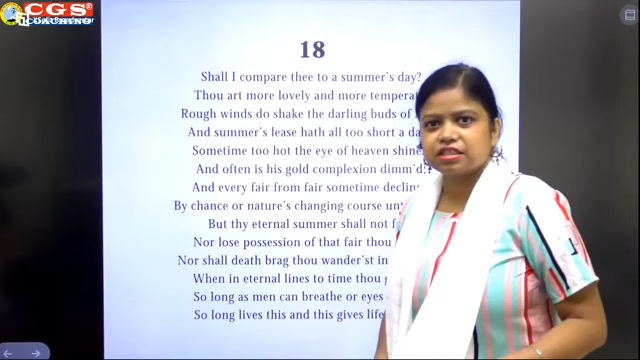 CGS®
COACHING
18
Shall I compare thee to a summer's day?
Thou art more lovely and more temperat
Rough winds do shake the darling buds of
And summer's lease hath all too short a da
Sometime too hot the eye of heaven shine
And often is his gold complexion dimm'd;
And every fair from fair sometime decline
By chance or nature's changing course un
But thy eternal summer shall not f
Nor lose possession of that fair thou
Nor shall death brag thou wander'st in
When in eternal lines to time thou g
So long as men can breathe or eyes
So long lives this and this gives life